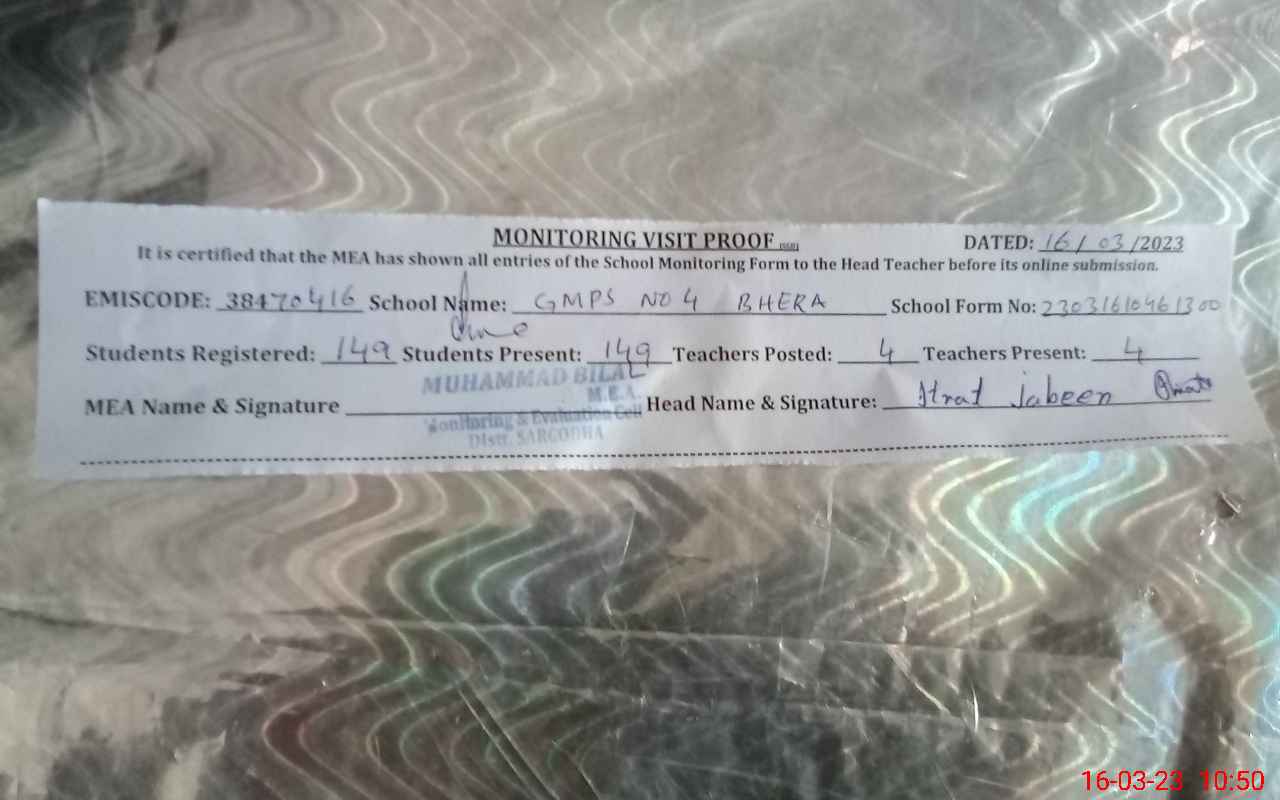 MONITORING VISIT PROOF
DATED: 16/03/2023
It is certified that the MEA has shown all entries of the School Monitoring Form to the Head Teacher before its online submission.
EMISCODE: 38470416 School Name: GMPS NO 4 BHERA School Form No: 23031610461300
Students Registered: 149 Students Present: 149 Teachers Posted: 4 Teachers Present: 4
MEA Name & Signature Head Name & Signature: Itrat Jabeen
MUHAMMAD BILAL
M.E.A.
Monitoring & Evaluation Cell
Distt. SARGODHA
16-03-23 10:50